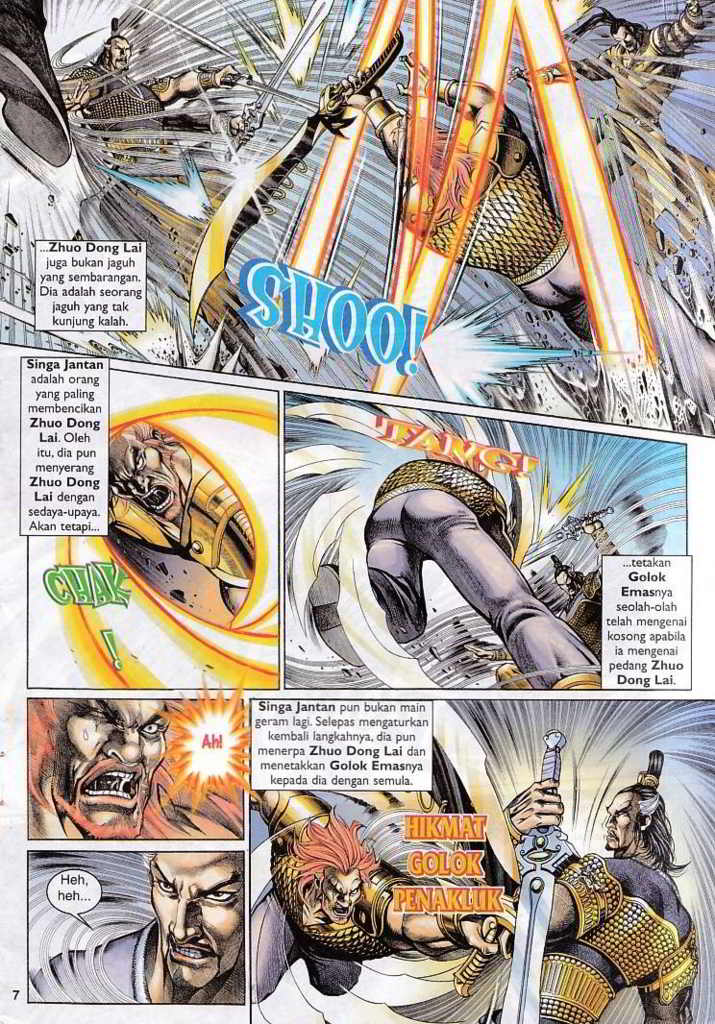 ...Zhuo Dong Lai
juga bukan jaguh
yang sembarangan.
Dia adalah seorang
jaguh yang tak
kunjung kalah.
SHOO!
Singa Jantan
adalah orang
yang paling
membencikan
Zhuo Dong
Lai. Oleh
itu, dia pun
menyerang
Zhuo Dong
Lai dengan
sedaya-upaya.
Akan tetapi...
CHAK
!
TANG!
...tetakan
Golok
Emasnya
seolah-olah
telah mengenai
kosong apabila
ia mengenai
pedang Zhuo
Dong Lai.
Ah!
Singa Jantan pun bukan main
geram lagi. Selepas mengaturkan
kembali langkahnya, dia pun
menerpa Zhuo Dong Lai dan
menetakkan Golok Emasnya
kepada dia dengan semula.
Heh,
heh...
HIKMAT
GOLOK
PENAKLUK
7